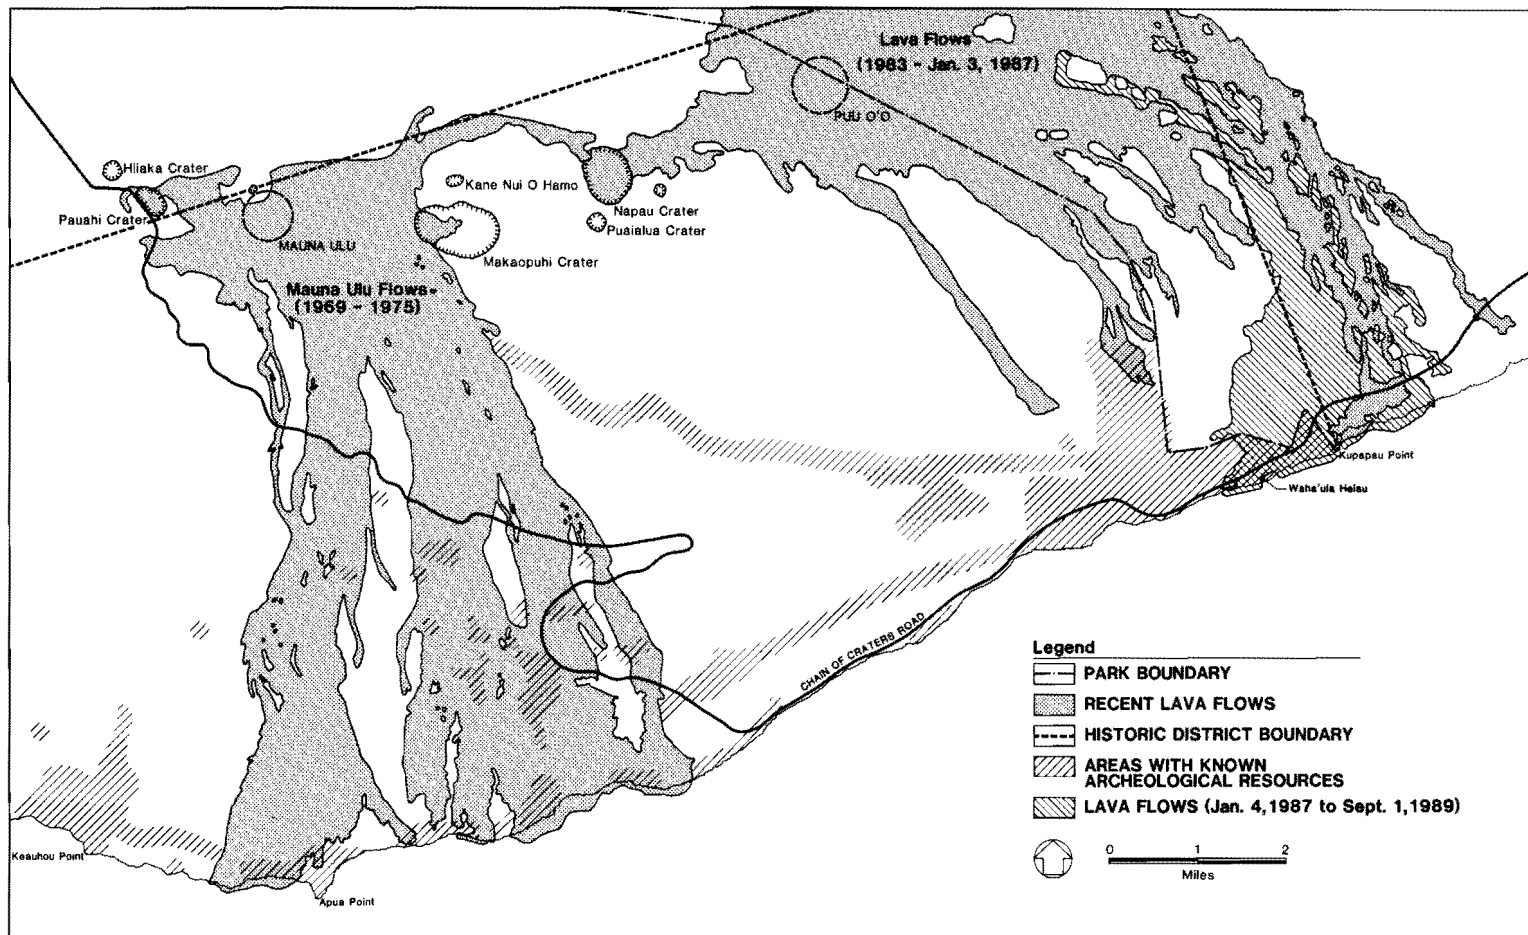 Lava Flows
(1983 - Jan. 3, 1987)
PUU O'O
Hiiaka Crater
Kane Nui O Hamo
Pauahi Crater
Napau Crater
Puaialua Crater
MAUNA ULU
Makaopuhi Crater
Mauna Ulu Flows
(1969 - 1975)
Kupapau Point
Waha'ula Heiau
CHAIN OF CRATERS ROAD
Keauhou Point
Apua Point
Legend
PARK BOUNDARY
RECENT LAVA FLOWS
HISTORIC DISTRICT BOUNDARY
AREAS WITH KNOWN
ARCHEOLOGICAL RESOURCES
LAVA FLOWS (Jan. 4,1987 to Sept. 1,1989)
0 1 2
Miles